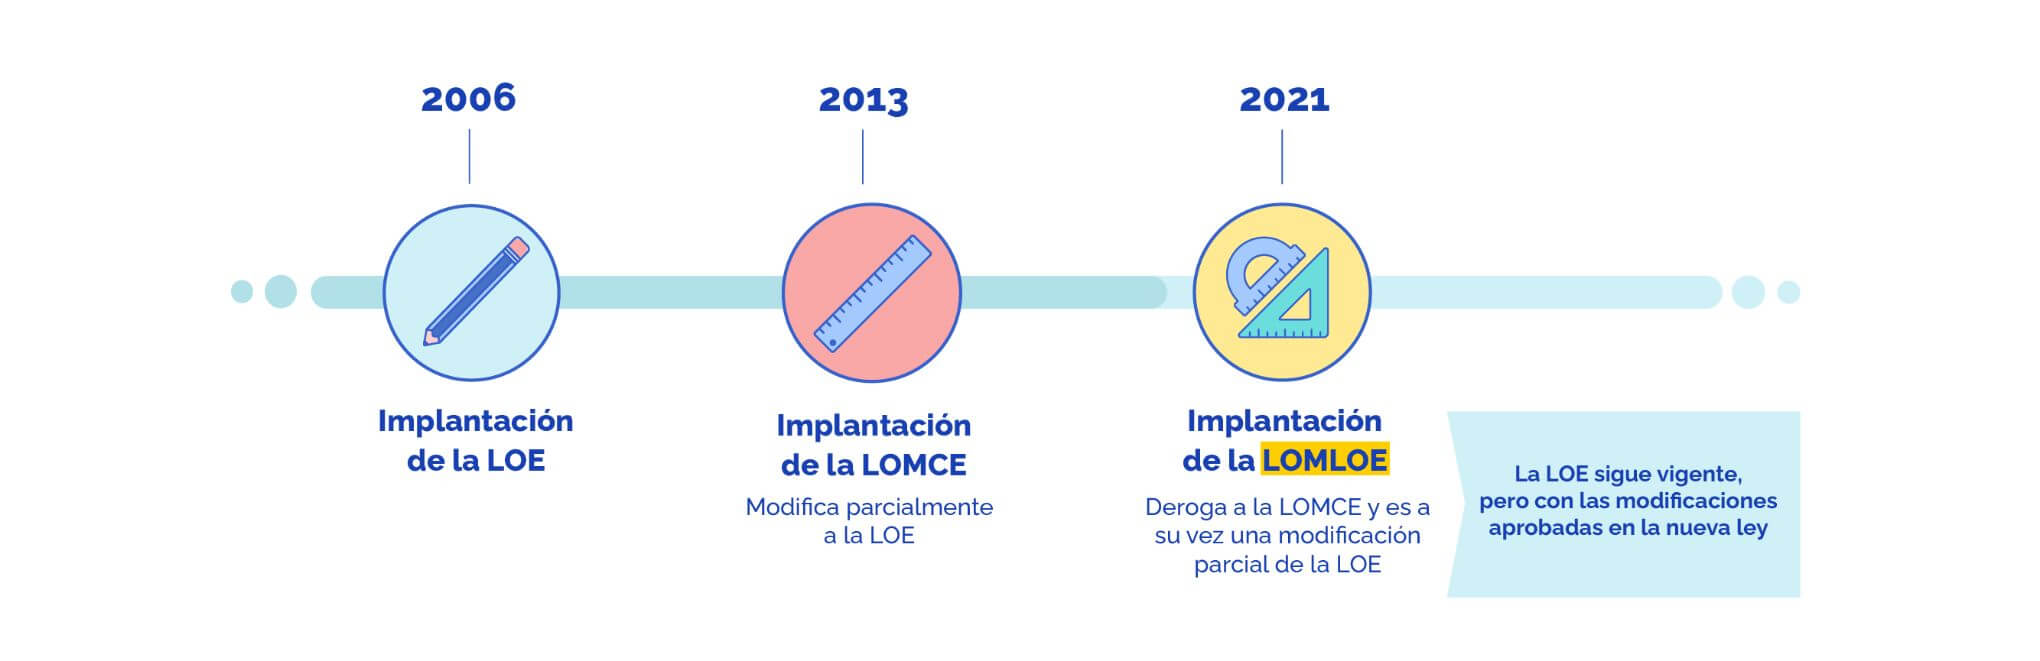 2006
Implantación
de la LOE
2013
Implantación
de la LOMCE
Modifica parcialmente
a la LOE
2021
Implantación
de la LOMLOE
Deroga a la LOMCE y es a
su vez una modificación
parcial de la LOE
La LOE sigue vigente,
pero con las modificaciones
aprobadas en la nueva ley